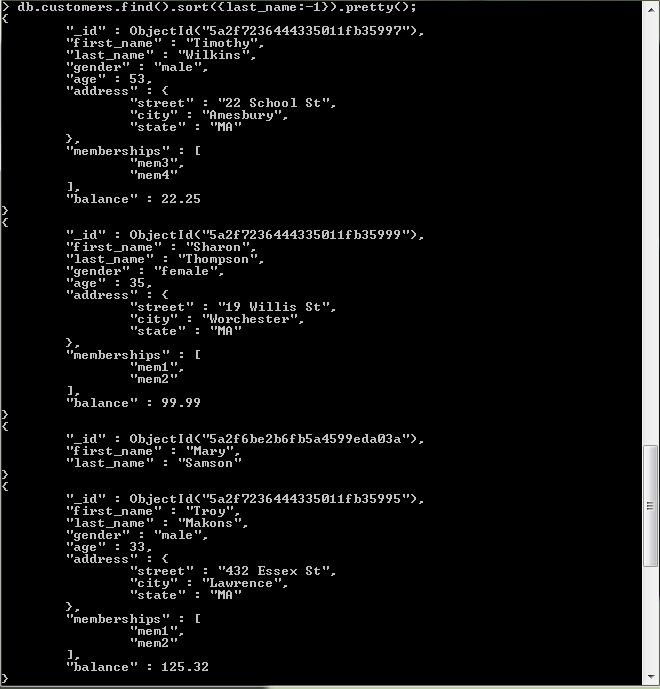 > db.customers.find().sort({last_name:-1}).pretty();
{
        "_id" : ObjectId("5a2f7236444335011fb35997"),
        "first_name" : "Timothy",
        "last_name" : "Wilkins",
        "gender" : "male",
        "age" : 53,
        "address" : {
                "street" : "22 School St",
                "city" : "Amesbury",
                "state" : "MA"
        },
        "memberships" : [
                "mem3",
                "mem4"
        ],
        "balance" : 22.25
}
{
        "_id" : ObjectId("5a2f7236444335011fb35999"),
        "first_name" : "Sharon",
        "last_name" : "Thompson",
        "gender" : "female",
        "age" : 35,
        "address" : {
                "street" : "19 Willis St",
                "city" : "Worchester",
                "state" : "MA"
        },
        "memberships" : [
                "mem1",
                "mem2"
        ],
        "balance" : 99.99
}
{
        "_id" : ObjectId("5a2f6be2b6fb5a4599eda03a"),
        "first_name" : "Mary",
        "last_name" : "Samson"
}
{
        "_id" : ObjectId("5a2f7236444335011fb35995"),
        "first_name" : "Troy",
        "last_name" : "Makons",
        "gender" : "male",
        "age" : 33,
        "address" : {
                "street" : "432 Essex St",
                "city" : "Lawrence",
                "state" : "MA"
        },
        "memberships" : [
                "mem1",
                "mem2"
        ],
        "balance" : 125.32
}